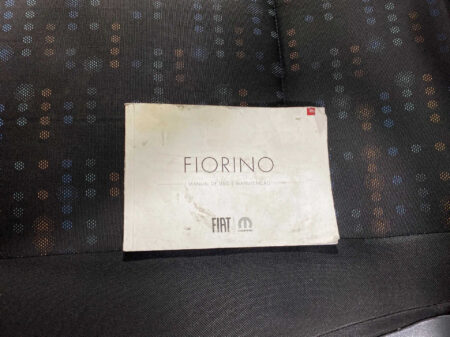 FIORINO
MANUAL DE USO E MANUTENÇÃO
FIAT